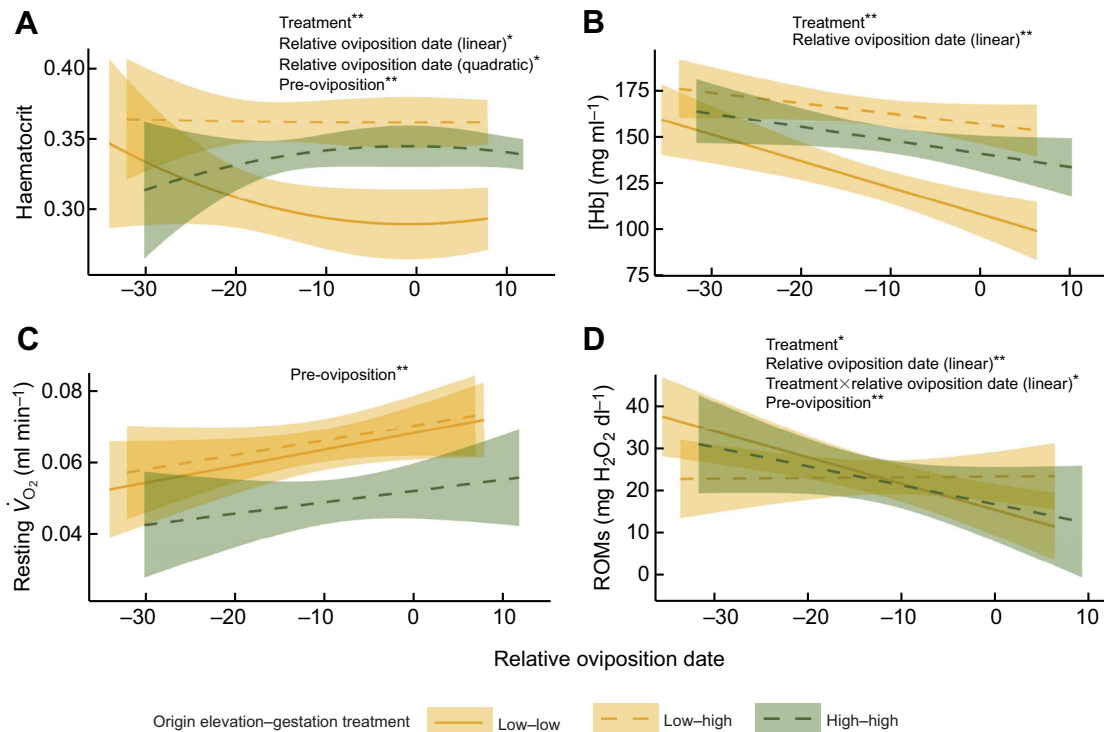 A
Treatment**
Relative oviposition date (linear)*
Relative oviposition date (quadratic)*
Pre-oviposition**
0.40
0.35
0.30
Haematocrit
–30 –20 –10 0 10
B
Treatment**
Relative oviposition date (linear)**
175
150
125
100
75
[Hb] (mg ml⁻¹)
–30 –20 –10 0 10
C
Pre-oviposition**
0.08
0.06
0.04
Resting V̇O₂ (ml min⁻¹)
–30 –20 –10 0 10
D
Treatment*
Relative oviposition date (linear)**
Treatment×relative oviposition date (linear)*
Pre-oviposition**
40
30
20
10
0
ROMs (mg H₂O₂ dl⁻¹)
–30 –20 –10 0 10
Relative oviposition date
Origin elevation–gestation treatment Low–low Low–high High–high